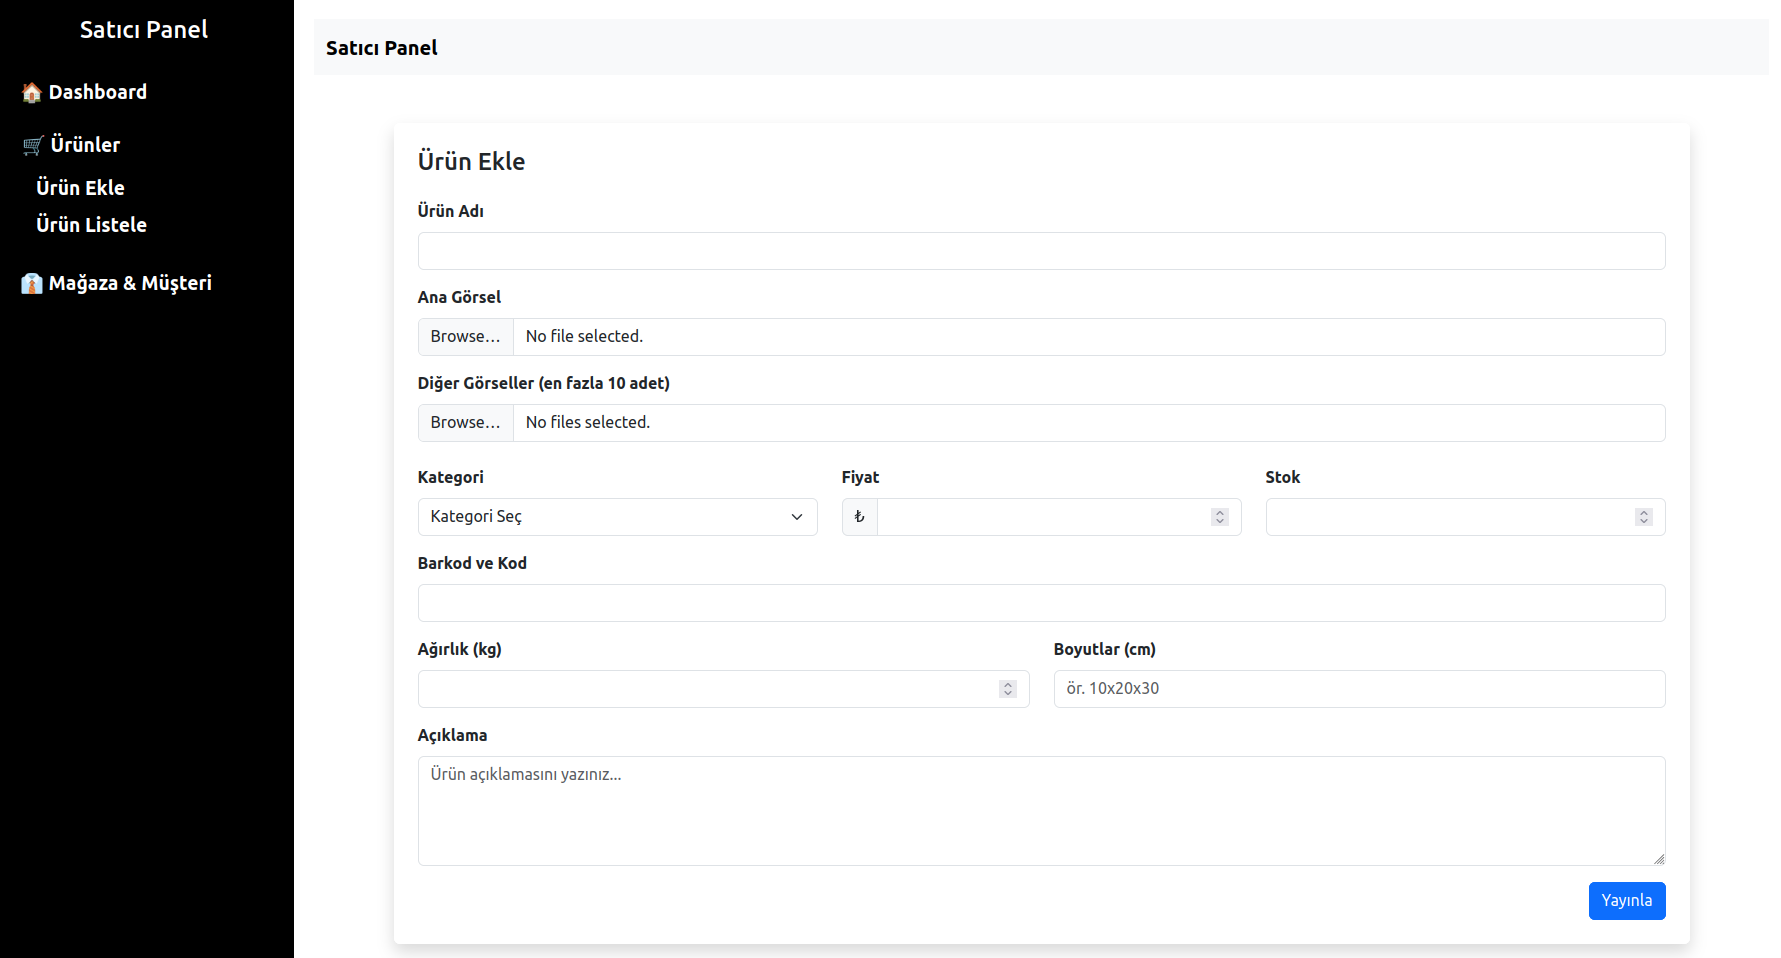 Satıcı Panel
🏠 Dashboard
🛒 Ürünler
Ürün Ekle
Ürün Listele
👔 Mağaza & Müşteri
Satıcı Panel
Ürün Ekle
Ürün Adı
Ana Görsel
Browse... No file selected.
Diğer Görseller (en fazla 10 adet)
Browse... No files selected.
Kategori Fiyat Stok
Kategori Seç ₺
Barkod ve Kod
Ağırlık (kg) Boyutlar (cm)
ör. 10x20x30
Açıklama
Ürün açıklamasını yazınız...
Yayınla